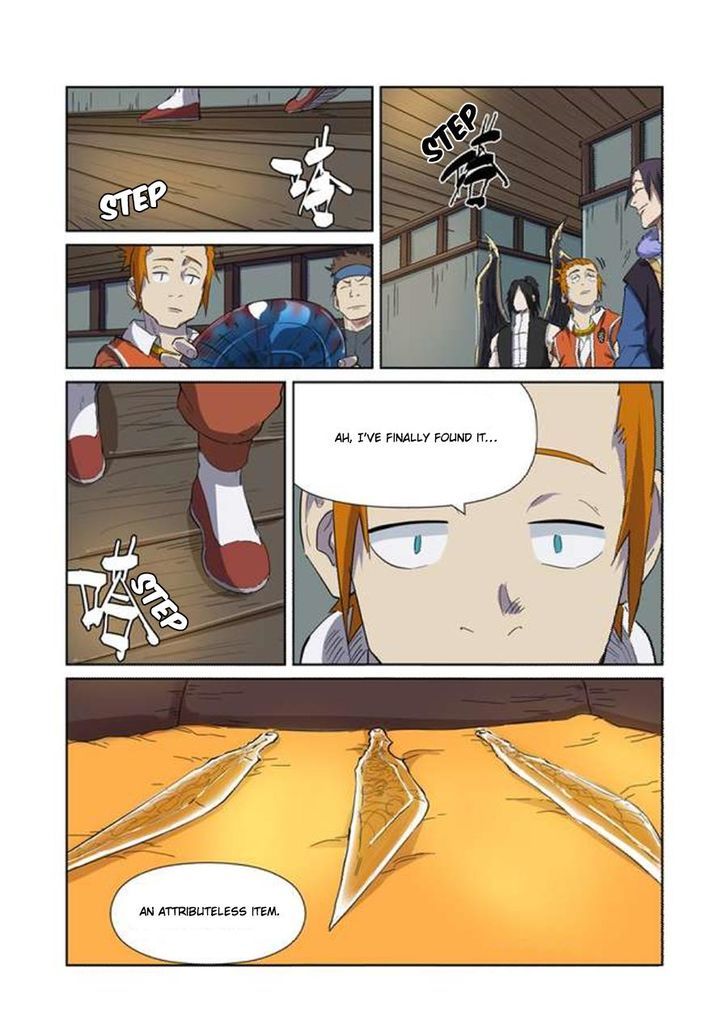 STEP
嗒
STEP
嗒
AH, I'VE FINALLY FOUND IT...
嗒
STEP
AN ATTRIBUTELESS ITEM.